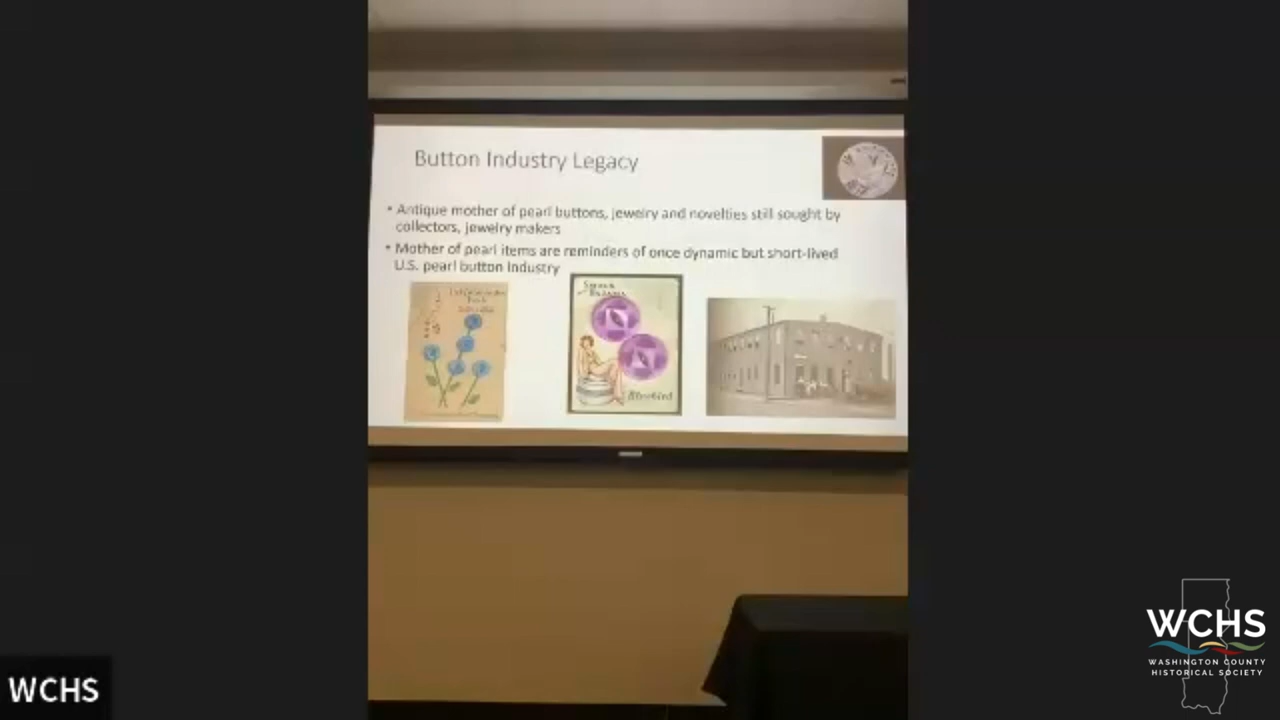 Button Industry Legacy
• Antique mother of pearl buttons, jewelry and novelties still sought by
collectors, jewelry makers
• Mother of pearl items are reminders of once dynamic but short-lived
U.S. pearl button industry
Bluebird
WCHS
WCHS
WASHINGTON COUNTY
HISTORICAL SOCIETY